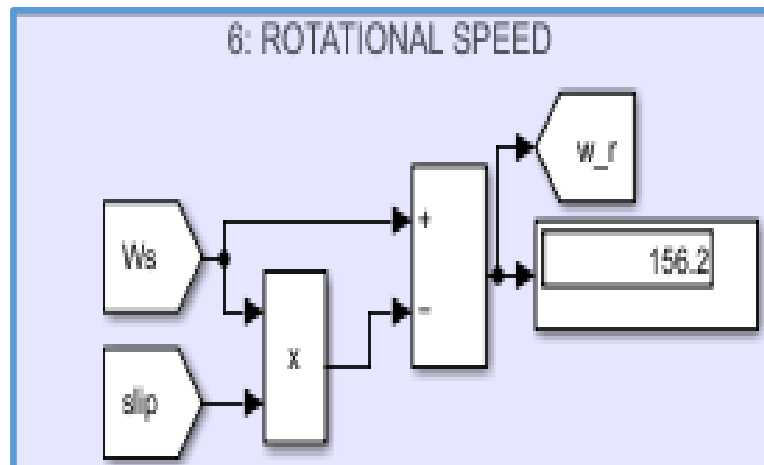 6: ROTATIONAL SPEED
w_r
+
Ws
156.2
−
x
slip